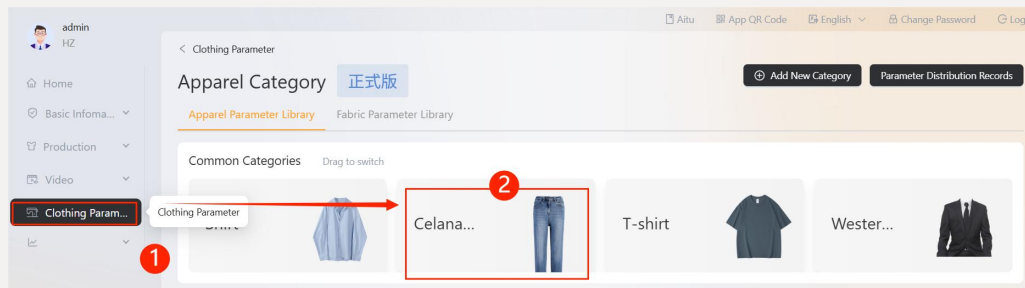 admin
HZ
Aitu
App QR Code
English
Change Password
Log
Clothing Parameter
Apparel Category
正式版
Add New Category
Parameter Distribution Records
Home
Basic Infoma...
Production
Video
Clothing Param...
Apparel Parameter Library
Fabric Parameter Library
Common Categories
Drag to switch
Clothing Parameter
Shirt
2
Celana...
T-shirt
Wester...
1